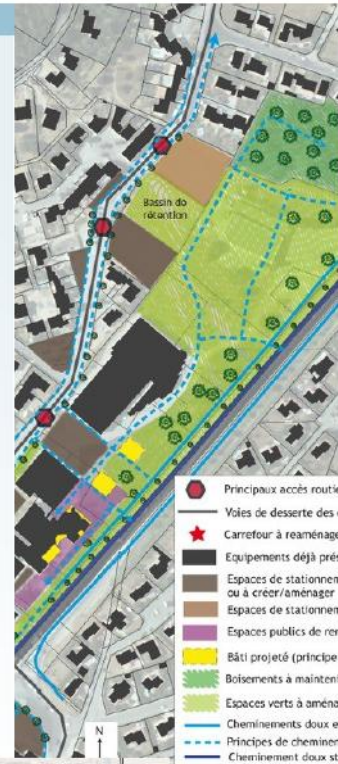 Bassin de
rétention
Principaux accès routie
Voies de desserte des
Carrefour à réaménage
Equipements déjà prés
Espaces de stationnem
ou à créer/aménager
Espaces de stationnem
Espaces publics de ren
Bâti projeté (principe
Boisements à mainteni
Espaces verts à aména
Cheminements doux e
Principes de cheminem
Cheminement doux st
N